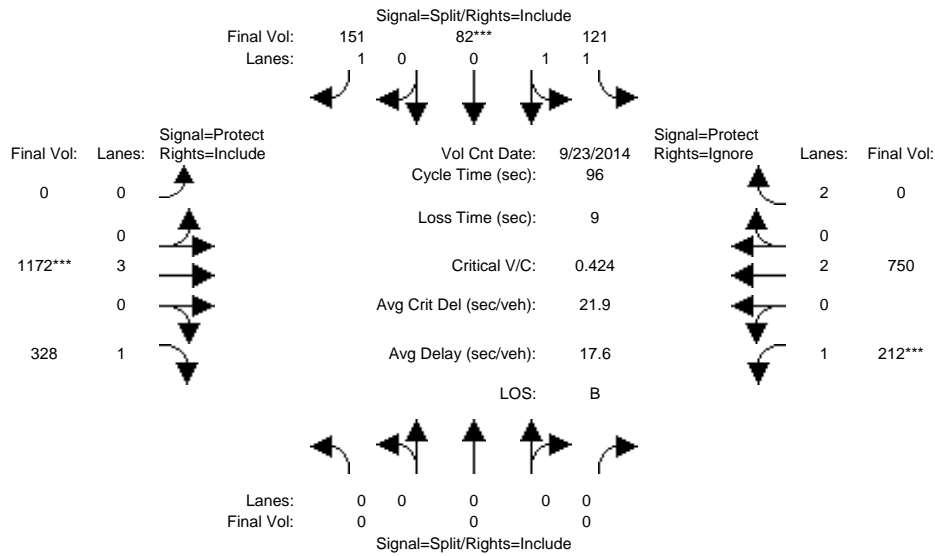 Signal=Split/Rights=Include
Final Vol: 151 82*** 121
Lanes: 1 0 0 1 1
Signal=Protect Signal=Protect
Final Vol: Lanes: Rights=Include Vol Cnt Date: 9/23/2014 Rights=Ignore Lanes: Final Vol:
Cycle Time (sec): 96
0 0 2 0
Loss Time (sec): 9
0 0
1172*** 3 Critical V/C: 0.424 2 750
0 Avg Crit Del (sec/veh): 21.9 0
328 1 Avg Delay (sec/veh): 17.6 1 212***
LOS: B
Lanes: 0 0 0 0 0
Final Vol: 0 0 0
Signal=Split/Rights=Include